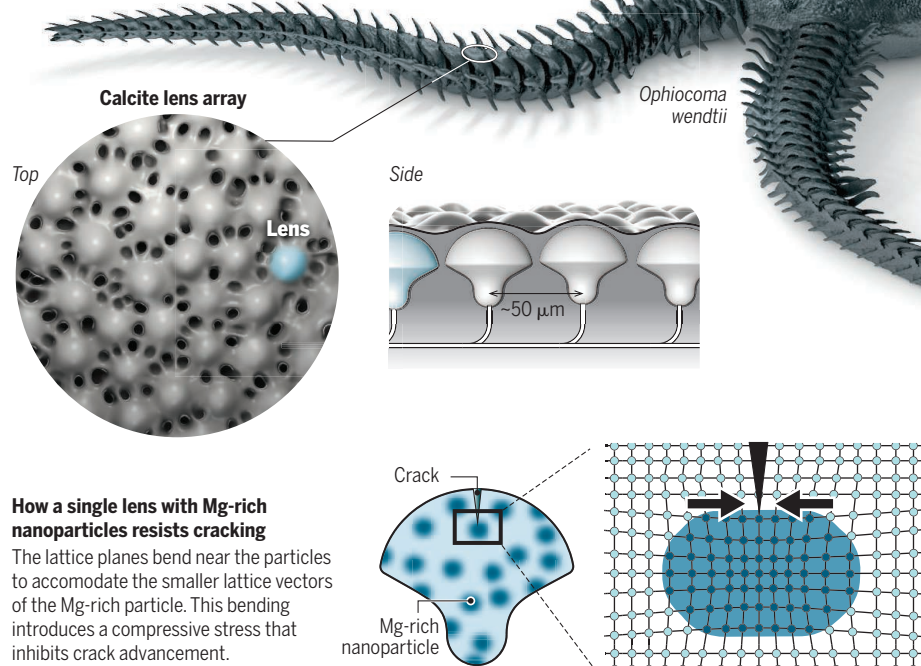 Ophiocoma
wendtii
Calcite lens array
Top
Lens
Side
~50 μm
How a single lens with Mg-rich
nanoparticles resists cracking
The lattice planes bend near the particles
to accomodate the smaller lattice vectors
of the Mg-rich particle. This bending
introduces a compressive stress that
inhibits crack advancement.
Crack
Mg-rich
nanoparticle